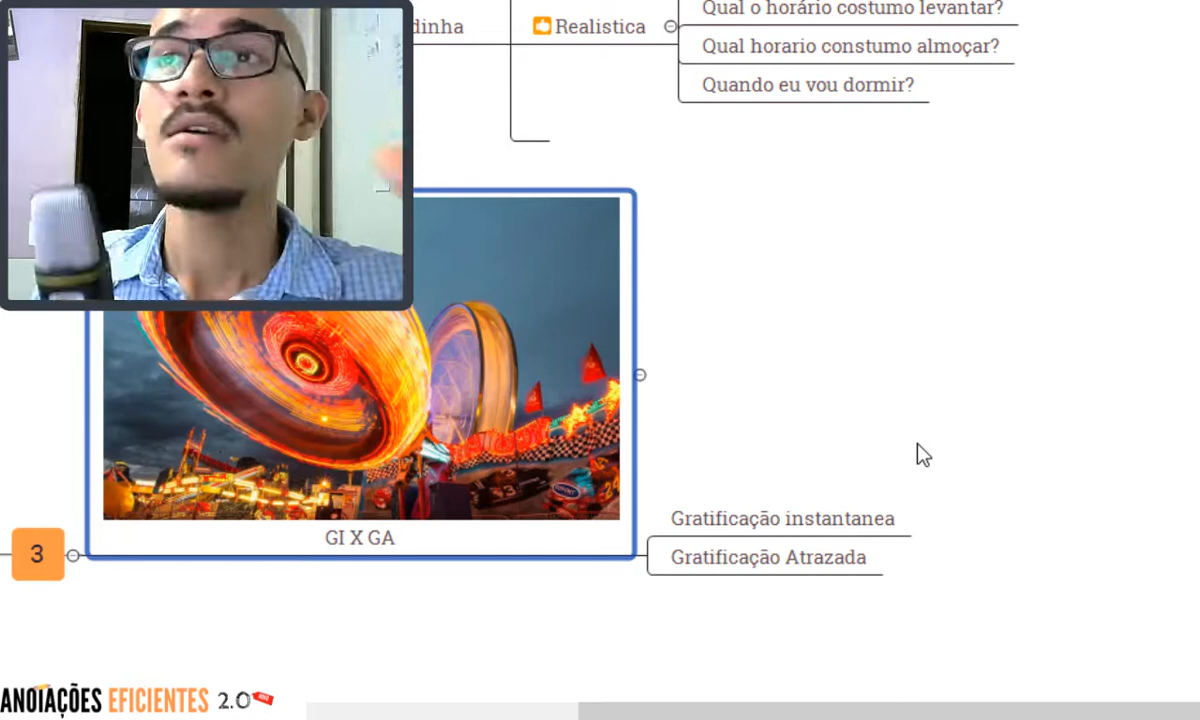 dinha
Realistica
Qual o horário costumo levantar?
Qual horario constumo almoçar?
Quando eu vou dormir?
GI X GA
3
Gratificação instantanea
Gratificação Atrazada
ANOTAÇÕES EFICIENTES 2.0